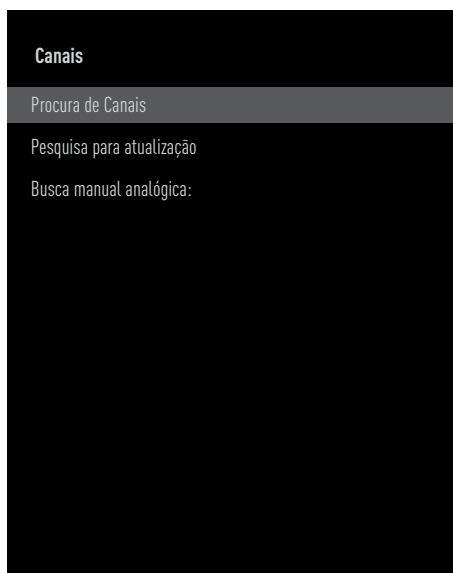 Canais
Procura de Canais
Pesquisa para atualização
Busca manual analógica: